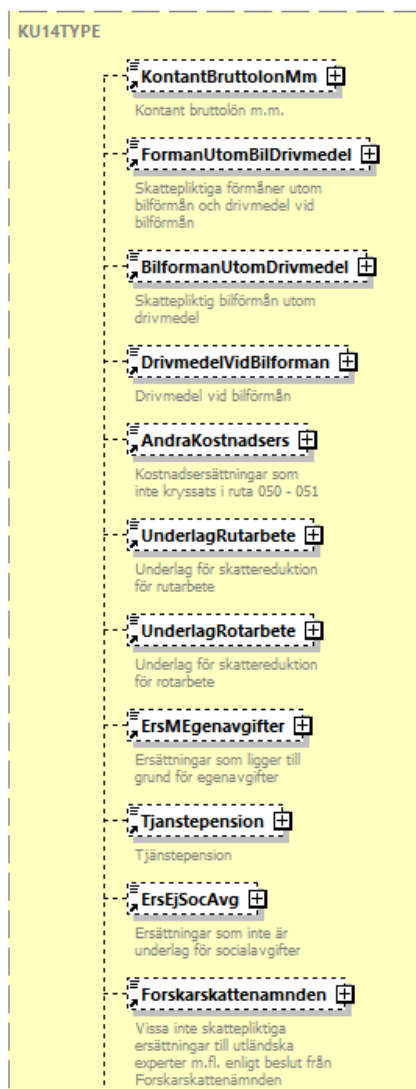 KU14TYPE
KontantBruttolonMm
Kontant bruttolön m.m.
FormanUtomBilDrivmedel
Skattepliktiga förmåner utom
bilförmån och drivmedel vid
bilförmån
BilformanUtomDrivmedel
Skattepliktig bilförmån utom
drivmedel
DrivmedelVidBilforman
Drivmedel vid bilförmån
AndraKostnadsers
Kostnadsersättningar som
inte kryssats i ruta 050 - 051
UnderlagRutarbete
Underlag för skattereduktion
för rutarbete
UnderlagRotarbete
Underlag för skattereduktion
för rotarbete
ErsMEgenavgifter
Ersättningar som ligger till
grund för egenavgifter
Tjanstepension
Tjänstepension
ErsEjSocAvg
Ersättningar som inte är
underlag för socialavgifter
Forskarskattenamnden
Vissa inte skattepliktiga
ersättningar till utländska
experter m.fl. enligt beslut från
Forskarskattenämnden